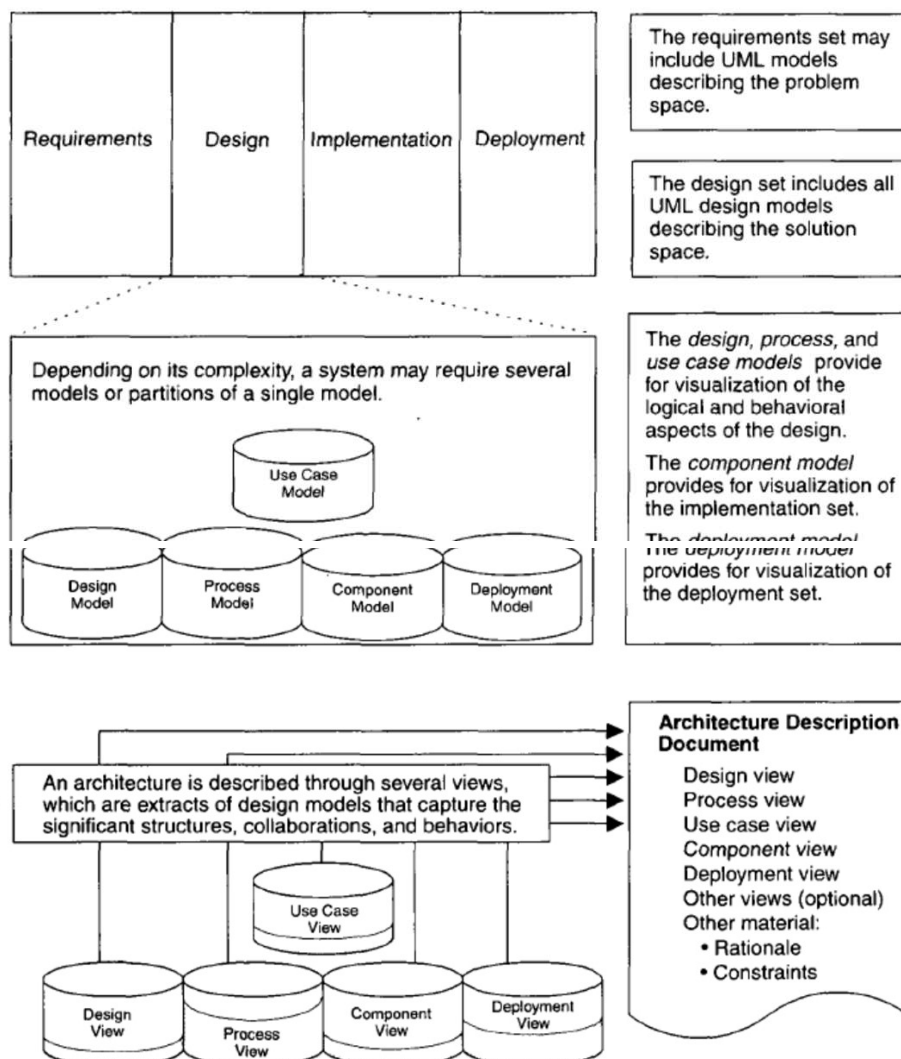 Requirements
Design
Implementation
Deployment
The requirements set may
include UML models
describing the problem
space.
The design set includes all
UML design models
describing the solution
space.
Depending on its complexity, a system may require several
models or partitions of a single model.
Use Case
Model
Design
Model
Process
Model
Component
Model
Deployment
Model
The design, process, and
use case models provide
for visualization of the
logical and behavioral
aspects of the design.
The component model
provides for visualization of
the implementation set.
The deployment model
provides for visualization of
the deployment set.
An architecture is described through several views,
which are extracts of design models that capture the
significant structures, collaborations, and behaviors.
Use Case
View
Design
View
Process
View
Component
View
Deployment
View
Architecture Description
Document
Design view
Process view
Use case view
Component view
Deployment view
Other views (optional)
Other material:
• Rationale
• Constraints